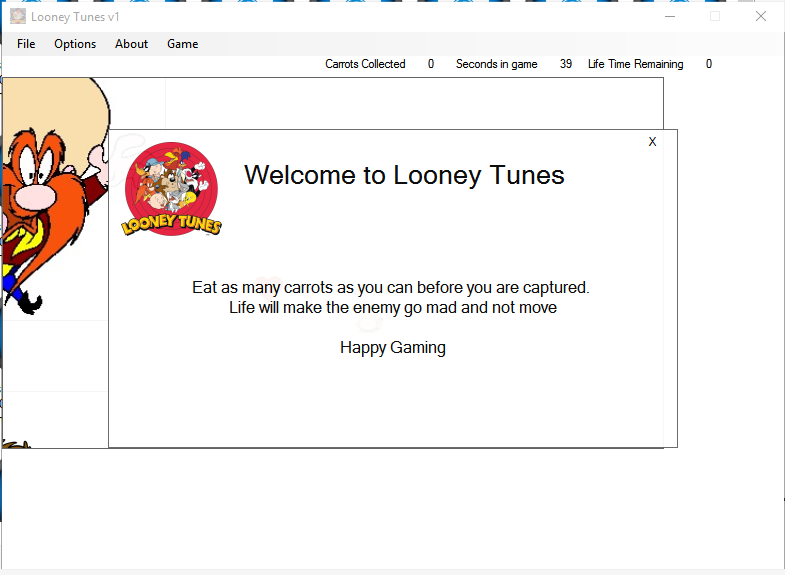 Looney Tunes v1
File Options About Game
Carrots Collected 0 Seconds in game 39 Life Time Remaining 0
X
Welcome to Looney Tunes
LOONEY TUNES
Eat as many carrots as you can before you are captured.
Life will make the enemy go mad and not move
Happy Gaming